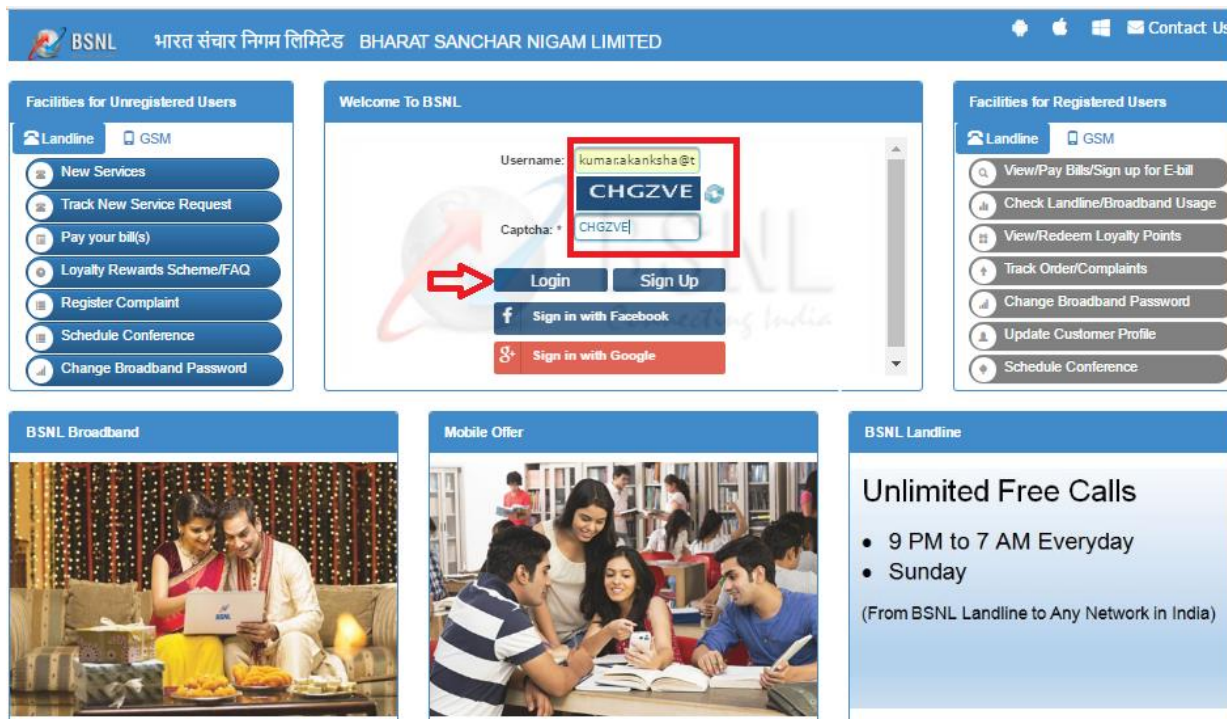 BSNL भारत संचार निगम लिमिटेड BHARAT SANCHAR NIGAM LIMITED
Contact Us
Facilities for Unregistered Users
Landline GSM
New Services
Track New Service Request
Pay your bill(s)
Loyalty Rewards Scheme/FAQ
Register Complaint
Schedule Conference
Change Broadband Password
Welcome To BSNL
Username: kumar.akanksha@t
CHGZVE
Captcha: * CHGZVE
Login Sign Up
f Sign in with Facebook
g+ Sign in with Google
BSNL
Connecting India
Facilities for Registered Users
Landline GSM
View/Pay Bills/Sign up for E-bill
Check Landline/Broadband Usage
View/Redeem Loyalty Points
Track Order/Complaints
Change Broadband Password
Update Customer Profile
Schedule Conference
BSNL Broadband
BSNL
Mobile Offer
BSNL Landline
Unlimited Free Calls
• 9 PM to 7 AM Everyday
• Sunday
(From BSNL Landline to Any Network in India)